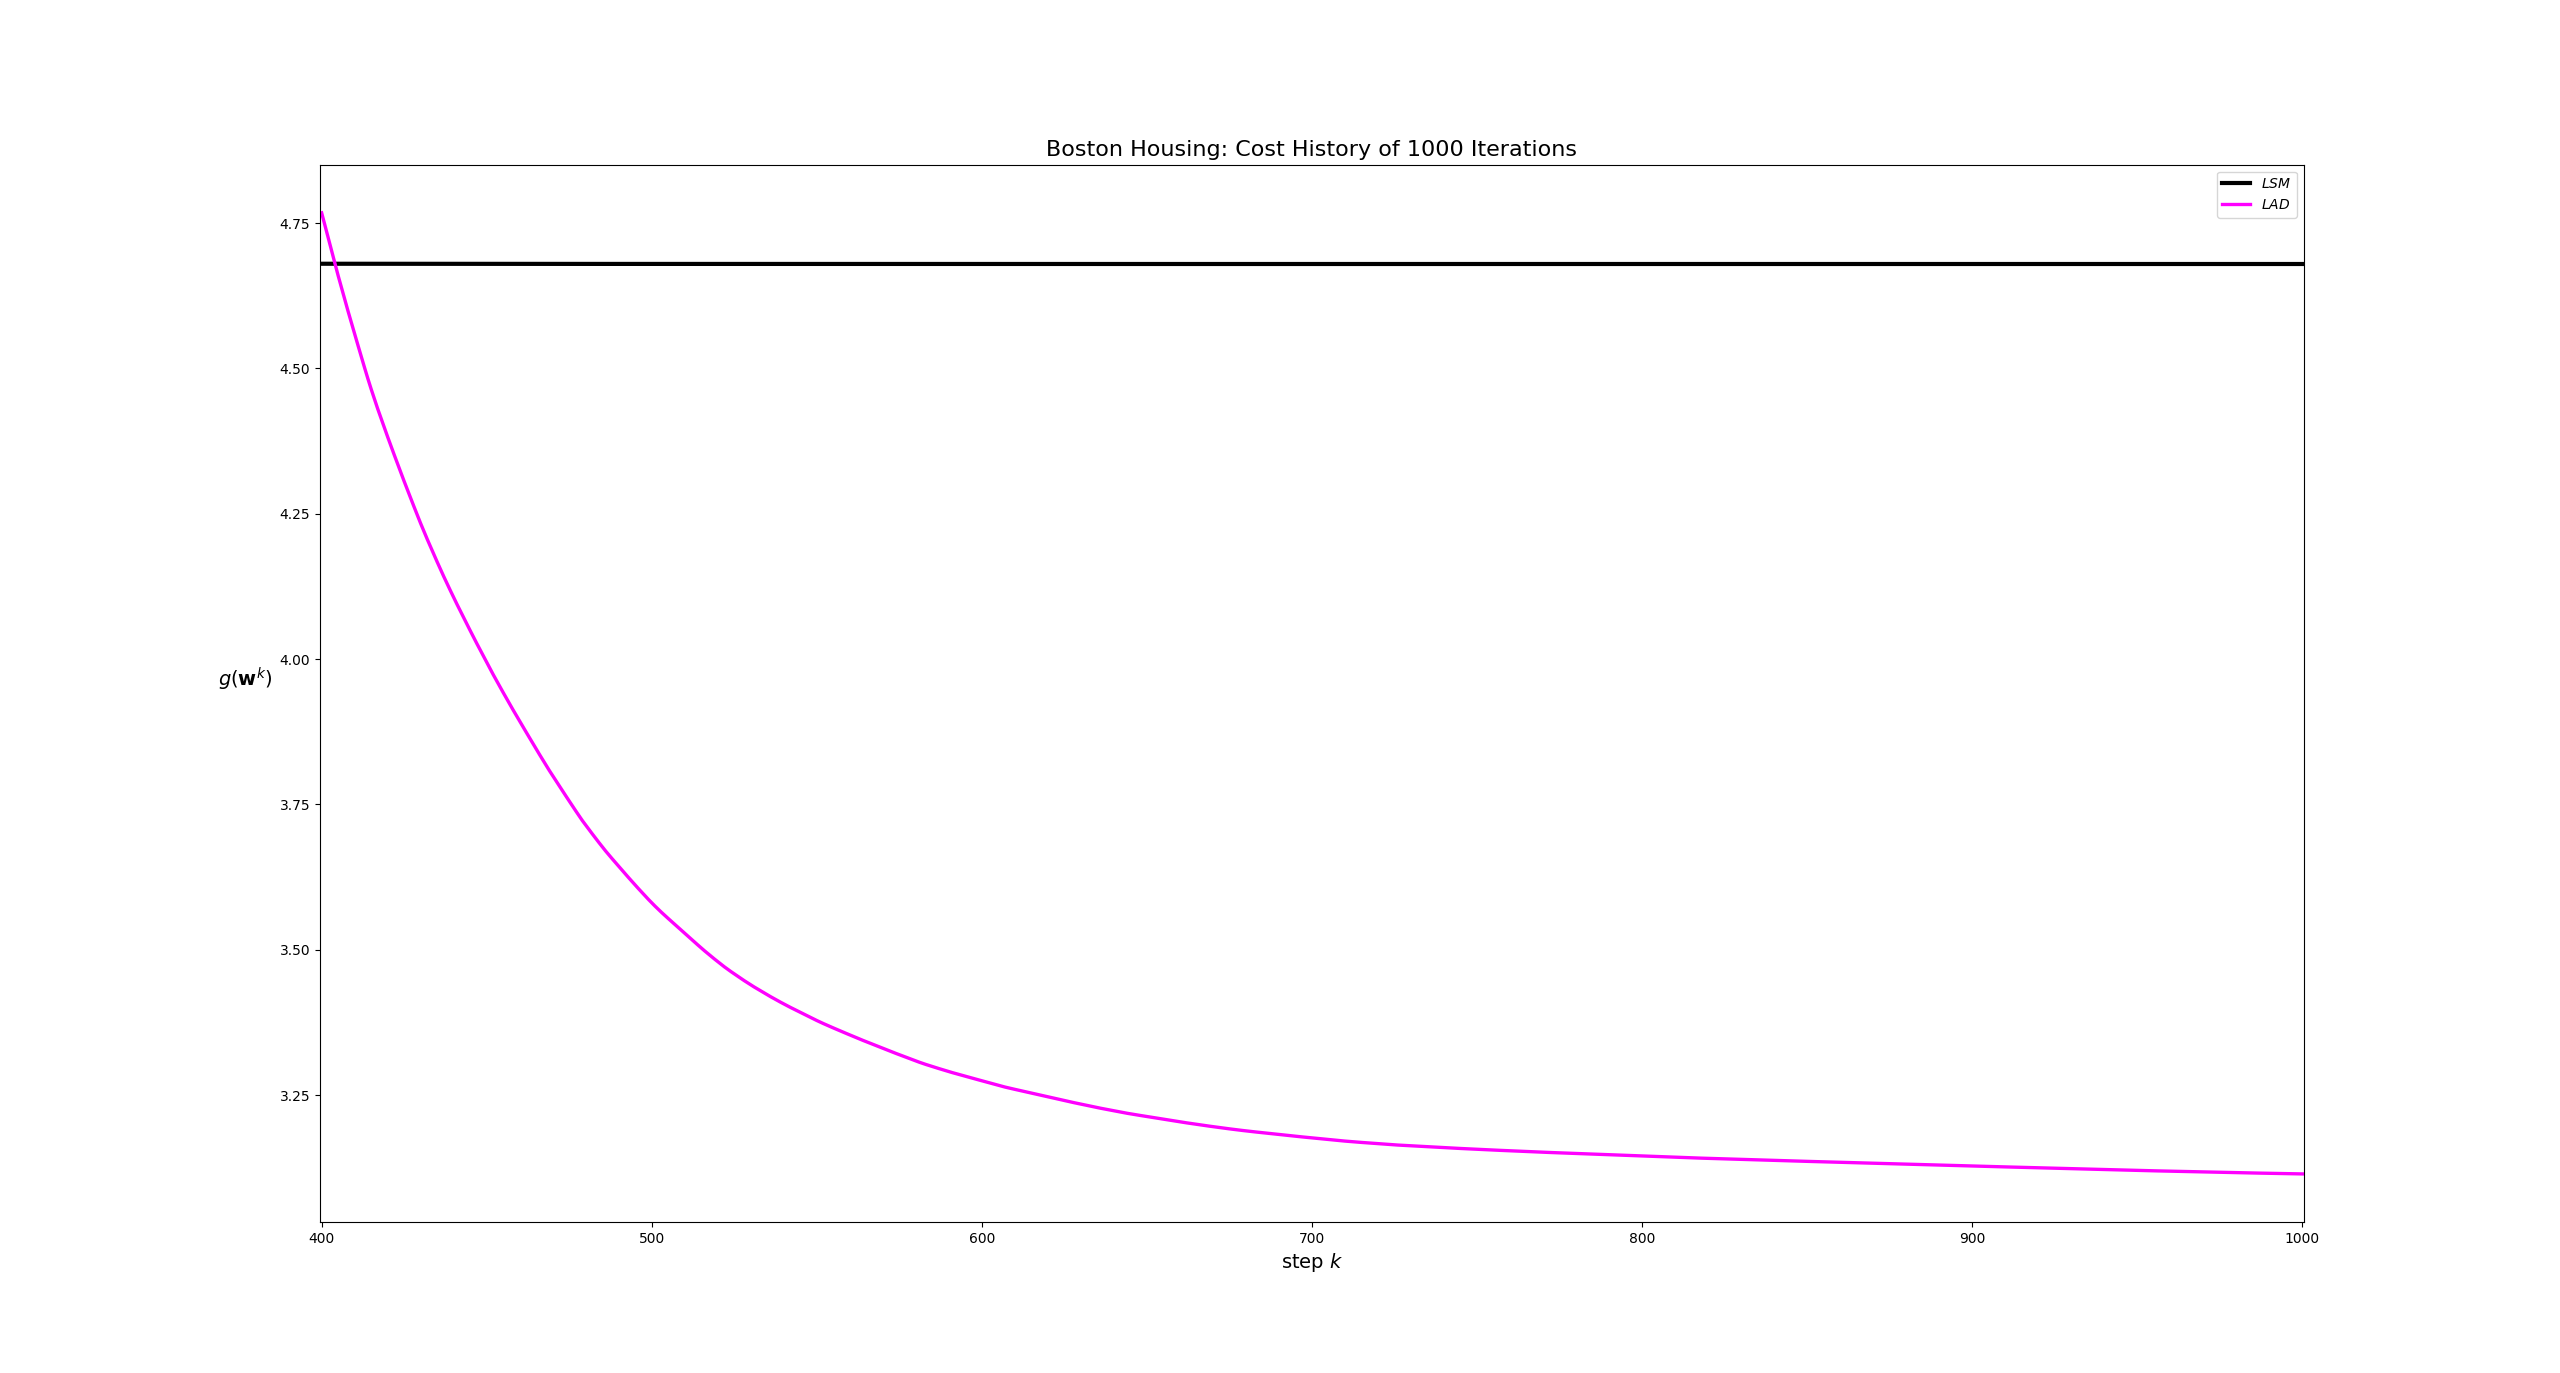 Boston Housing: Cost History of 1000 Iterations
LSM
LAD
4.75
4.50
4.25
4.00
3.75
3.50
3.25
g(w^k)
400 500 600 700 800 900 1000
step k